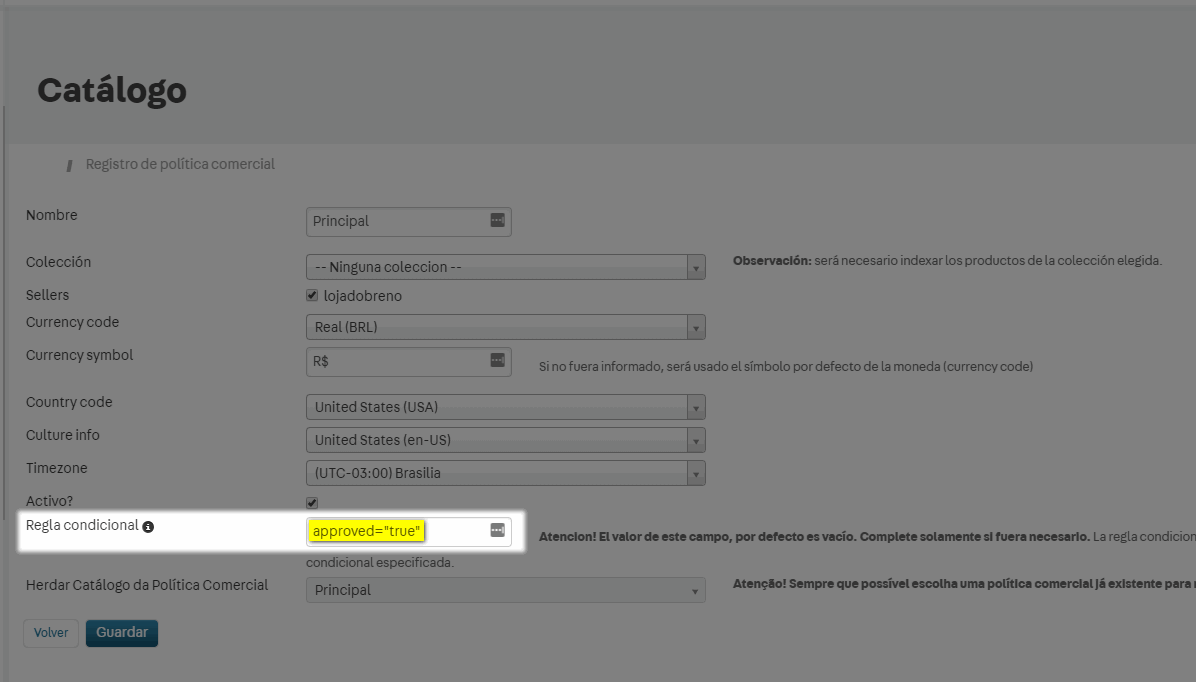 Catálogo
/ Registro de política comercial
Nombre Principal
Colección -- Ninguna coleccion -- Observación: será necesario indexar los productos de la colección elegida.
Sellers lojadobreno
Currency code Real (BRL)
Currency symbol R$ Si no fuera informado, será usado el símbolo por defecto de la moneda (currency code)
Country code United States (USA)
Culture info United States (en-US)
Timezone (UTC-03:00) Brasilia
Activo?
Regla condicional approved="true" Atencion! El valor de este campo, por defecto es vacío. Complete solamente si fuera necesario. La regla condicion
condicional especificada.
Herdar Catálogo da Política Comercial Principal Atenção! Sempre que possível escolha uma política comercial já existente para
Volver Guardar